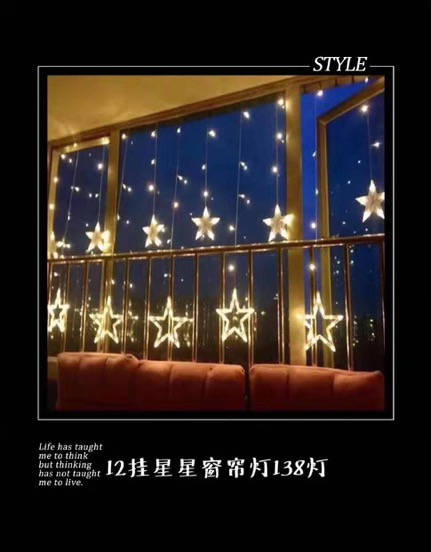 STYLE
Life has taught
me to think
but thinking
has not taught
me to live.
12挂星星窗帘灯138灯